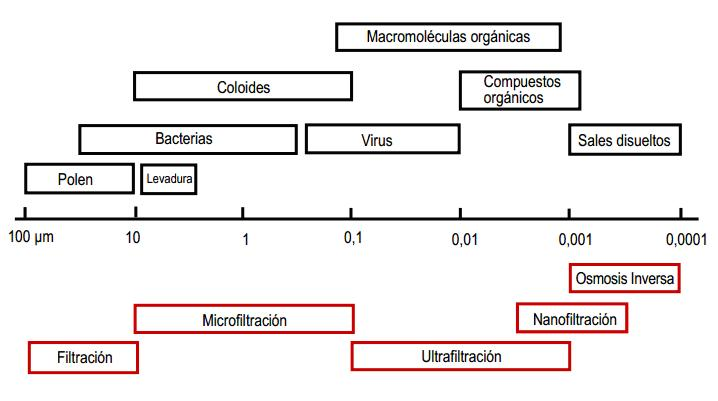 Macromoléculas orgánicas
Coloides
Compuestos
orgánicos
Bacterias
Virus
Sales disueltos
Polen
Levadura
100 µm
10
1
0,1
0,01
0,001
0,0001
Osmosis Inversa
Microfiltración
Nanofiltración
Filtración
Ultrafiltración